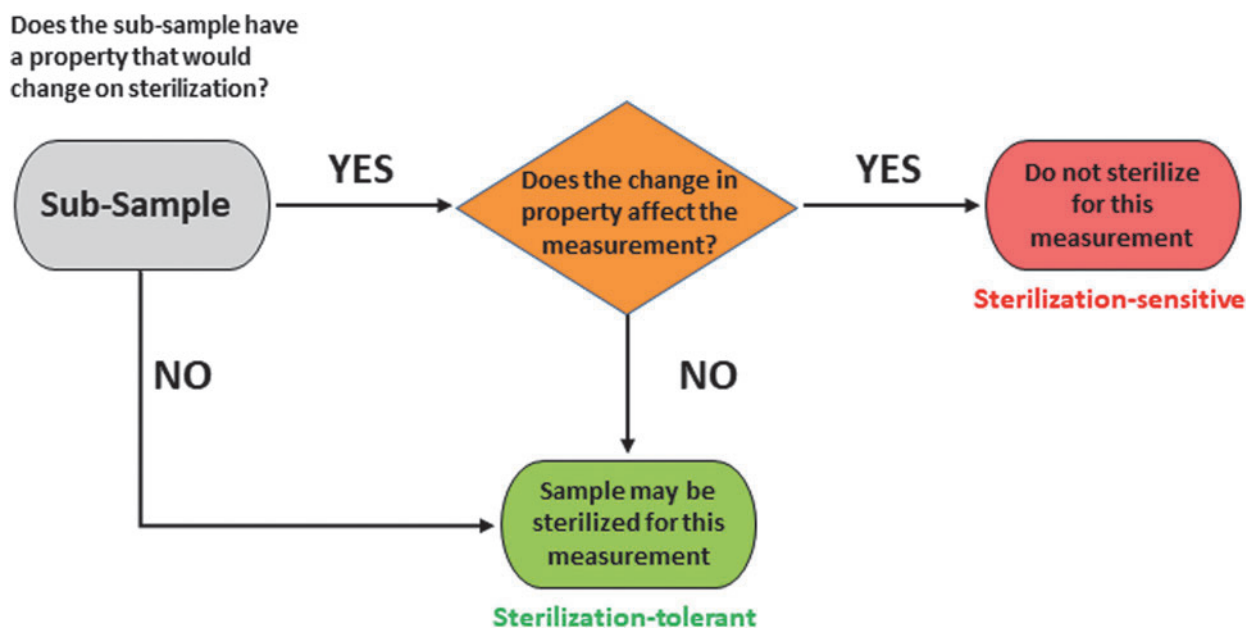 Does the sub-sample have
a property that would
change on sterilization?
Sub-Sample
YES
Does the change in
property affect the
measurement?
YES
Do not sterilize
for this
measurement
Sterilization-sensitive
NO
NO
Sample may be
sterilized for this
measurement
Sterilization-tolerant